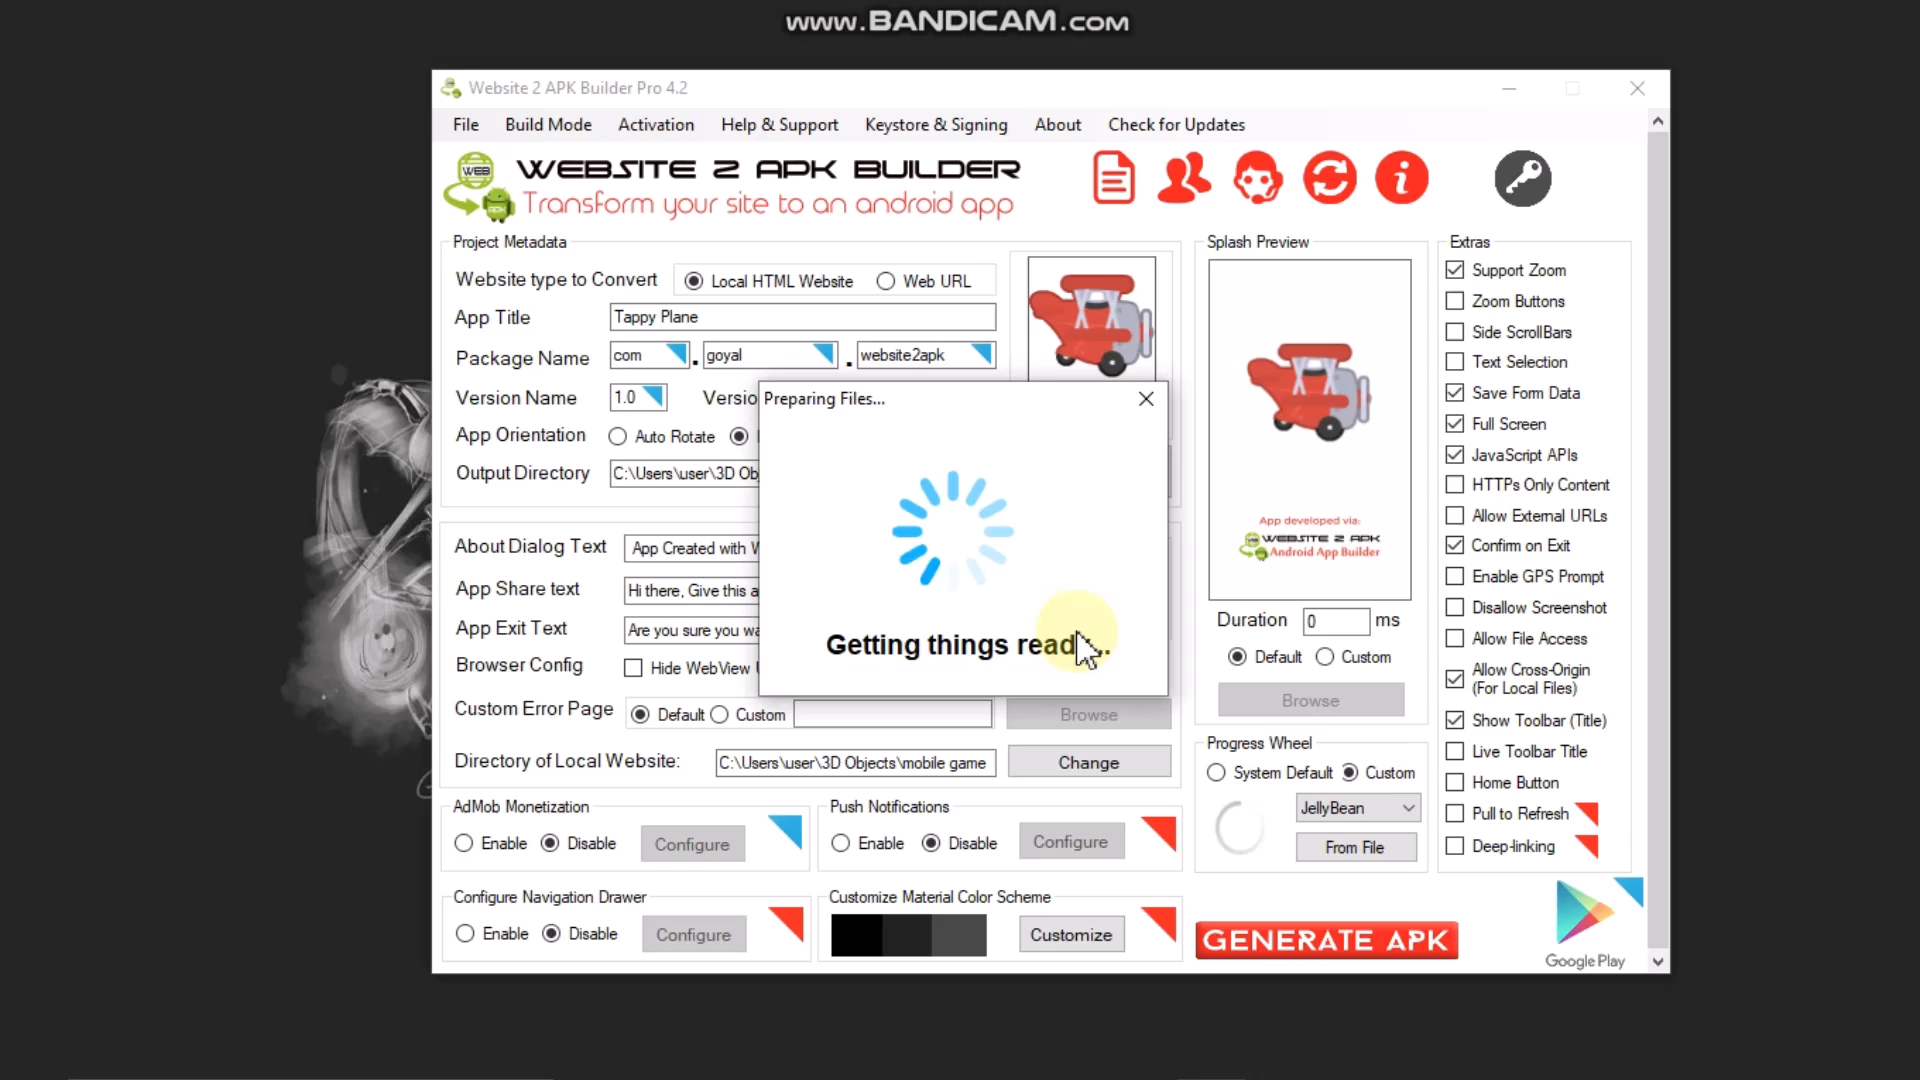 www.BANDICAM.com
Website 2 APK Builder Pro 4.2
File Build Mode Activation Help & Support Keystore & Signing About Check for Updates
WEB
WEBSITE 2 APK BUILDER
Transform your site to an android app
Project Metadata
Website type to Convert Local HTML Website Web URL
App Title Tappy Plane
Package Name com . goyal . website2apk
Version Name 1.0 Versio
App Orientation Auto Rotate
Output Directory C:\Users\user\3D Ob
Preparing Files...
Getting things read
About Dialog Text App Created with W
App Share text Hi there, Give this a
App Exit Text Are you sure you wa
Browser Config Hide WebView
Custom Error Page Default Custom Browse
Directory of Local Website: C:\Users\user\3D Objects\mobile game Change
AdMob Monetization
Enable Disable Configure
Push Notifications
Enable Disable Configure
Configure Navigation Drawer
Enable Disable Configure
Customize Material Color Scheme
Customize
Splash Preview
App developed via:
WEBSITE 2 APK
Android App Builder
Duration 0 ms
Default Custom
Browse
Progress Wheel
System Default Custom
JellyBean
From File
GENERATE APK
Extras
Support Zoom
Zoom Buttons
Side ScrollBars
Text Selection
Save Form Data
Full Screen
JavaScript APIs
HTTPs Only Content
Allow External URLs
Confirm on Exit
Enable GPS Prompt
Disallow Screenshot
Allow File Access
Allow Cross-Origin
(For Local Files)
Show Toolbar (Title)
Live Toolbar Title
Home Button
Pull to Refresh
Deep-linking
Google Play